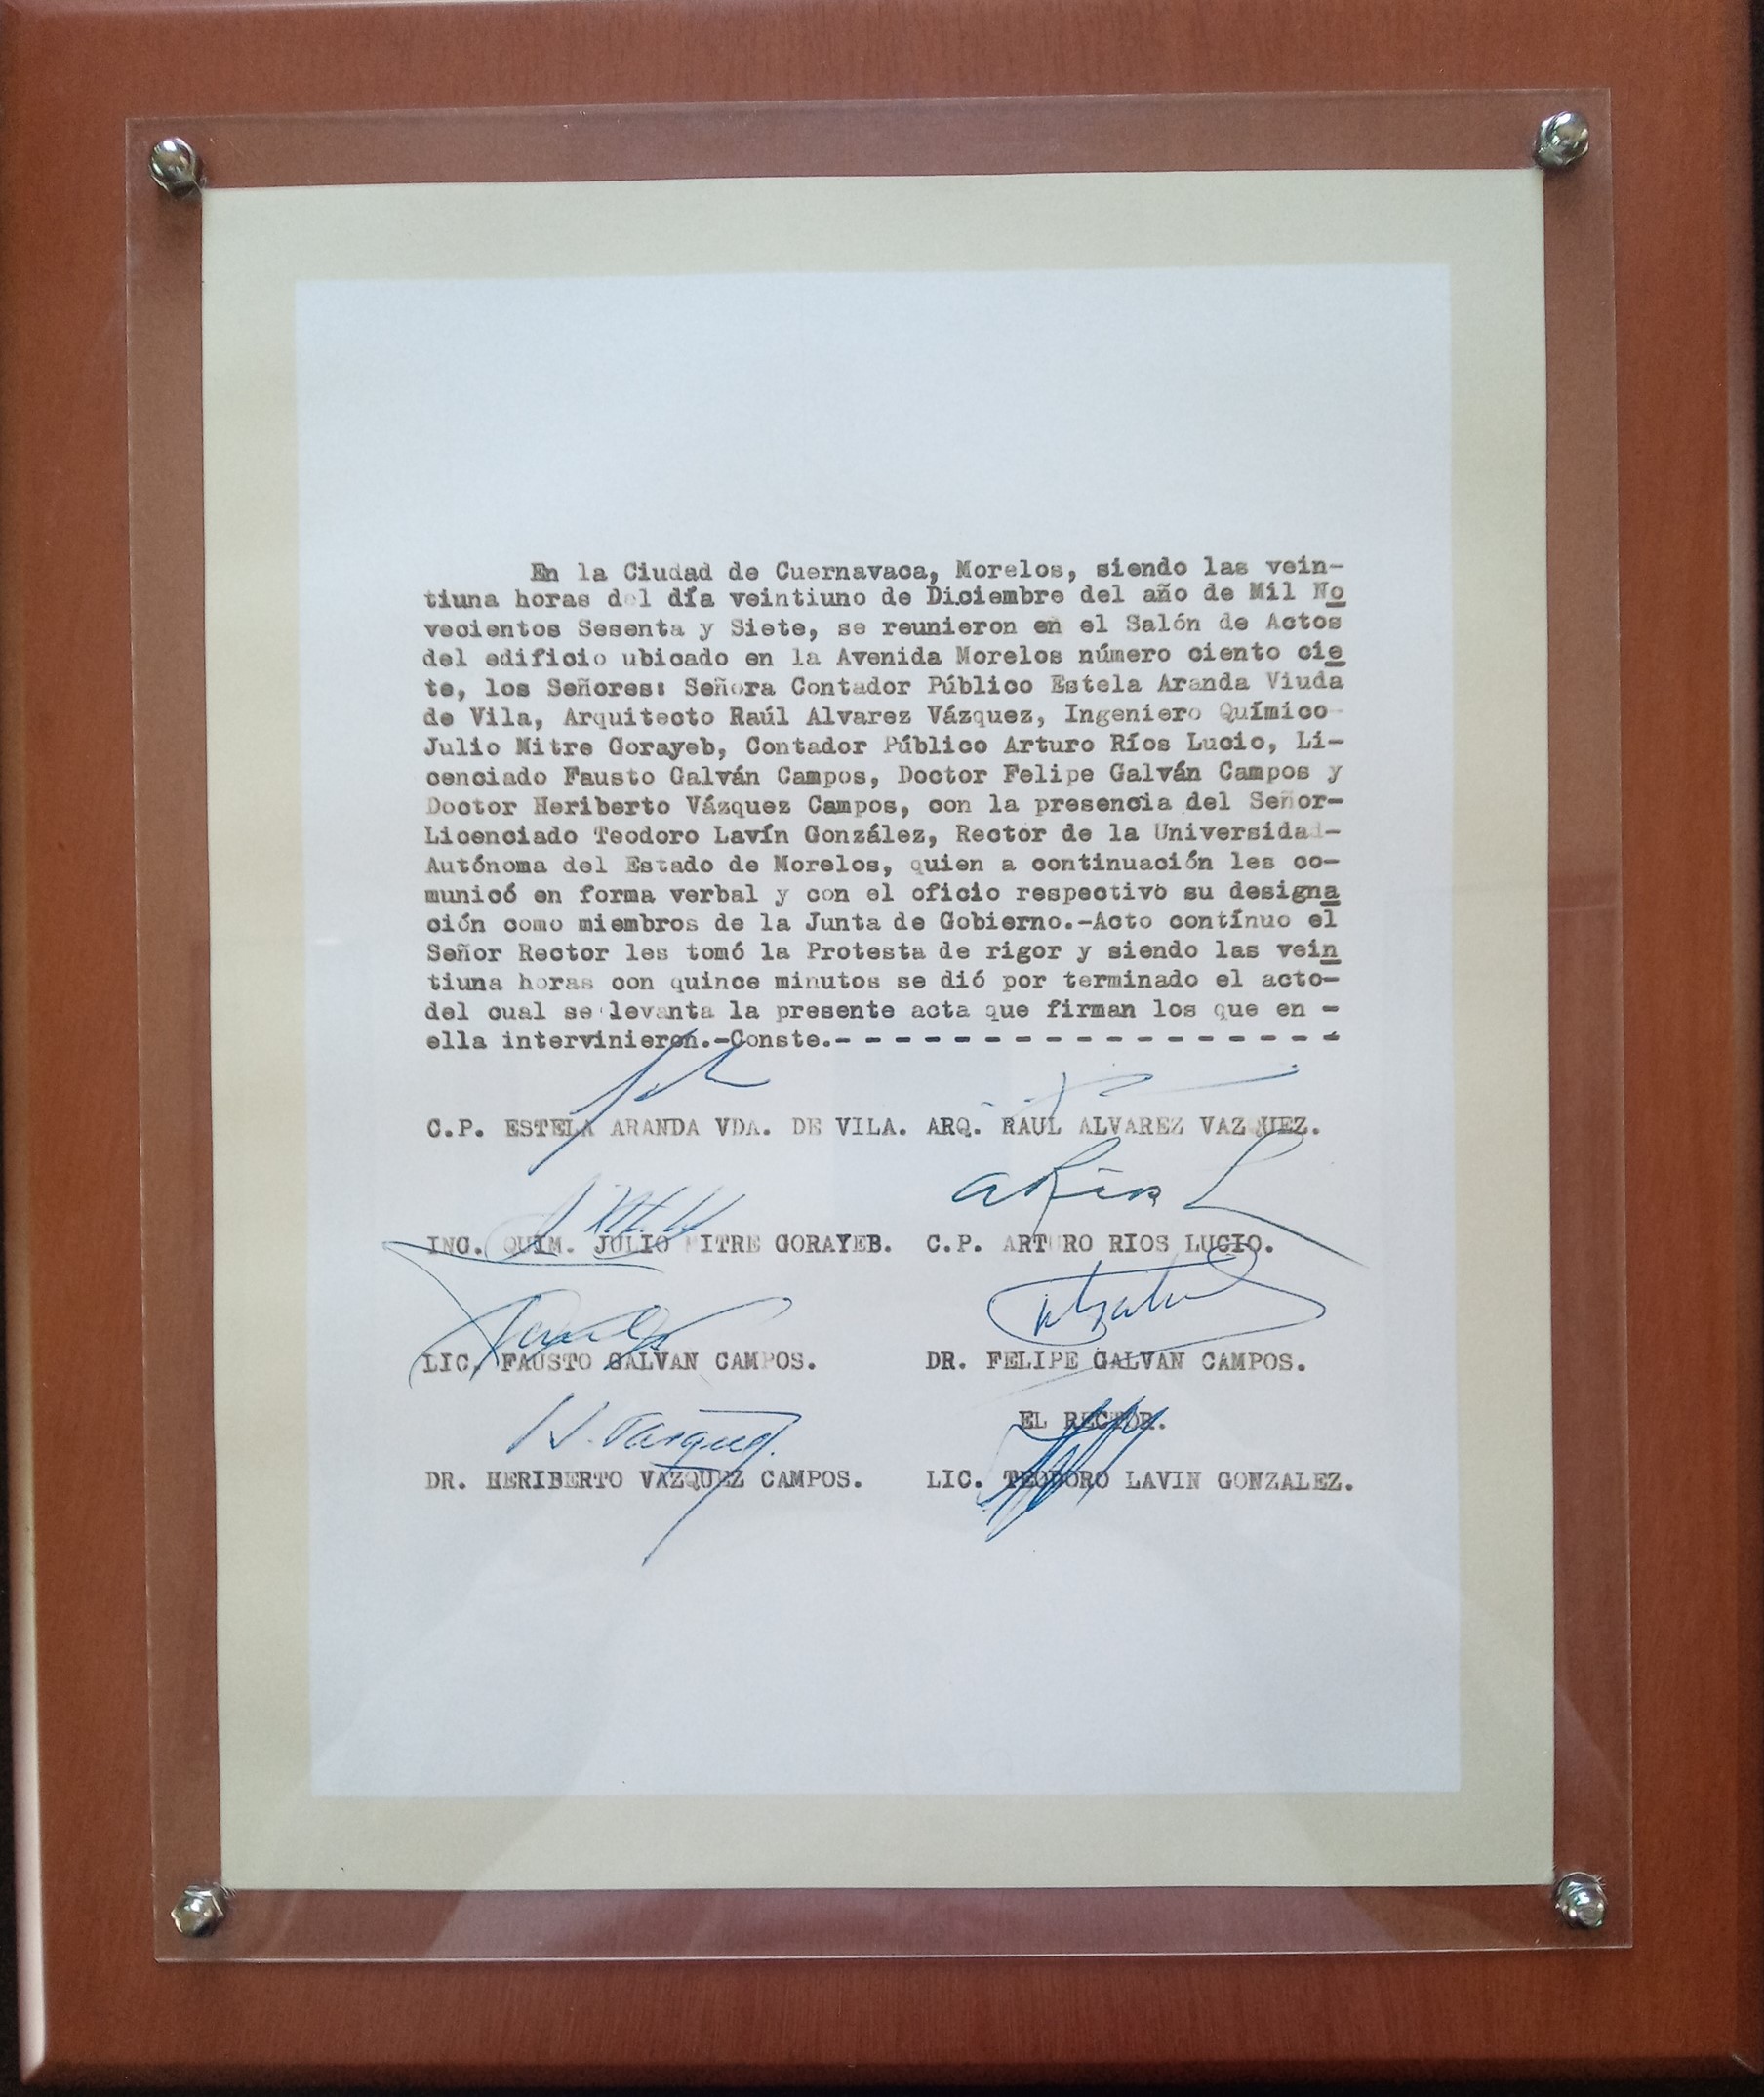 En la Ciudad de Cuernavaca, Morelos, siendo las vein-
tiuna horas del día veintiuno de Diciembre del año de Mil No
vecientos Sesenta y Siete, se reunieron en el Salón de Actos
del edificio ubicado en la Avenida Morelos número ciento cie
te, los Señores: Señora Contador Público Estela Aranda Viuda
de Vila, Arquitecto Raúl Alvarez Vázquez, Ingeniero Químico-
Julio Mitre Gorayeb, Contador Público Arturo Ríos Lucio, Li-
cenciado Fausto Galván Campos, Doctor Felipe Galván Campos y
Doctor Heriberto Vázquez Campos, con la presencia del Señor-
Licenciado Teodoro Lavín González, Rector de la Universidad-
Autónoma del Estado de Morelos, quien a continuación les co-
municó en forma verbal y con el oficio respectivo su designa
ción como miembros de la Junta de Gobierno.-Acto contínuo el
Señor Rector les tomó la Protesta de rigor y siendo las vein
tiuna horas con quince minutos se dió por terminado el acto-
del cual se levanta la presente acta que firman los que en -
ella intervinieron.-Conste.- - - - - - - - - - - - - - - - -
C.P. ESTELA ARANDA VDA. DE VILA. ARQ. RAUL ALVAREZ VAZQUEZ.
A Ríos L
ING. QUIM. JULIO MITRE GORAYEB. C.P. ARTURO RIOS LUCIO.
LIC. FAUSTO GALVAN CAMPOS. DR. FELIPE GALVAN CAMPOS.
H. Vázquez.
EL RECTOR.
DR. HERIBERTO VAZQUEZ CAMPOS. LIC. TEODORO LAVIN GONZALEZ.